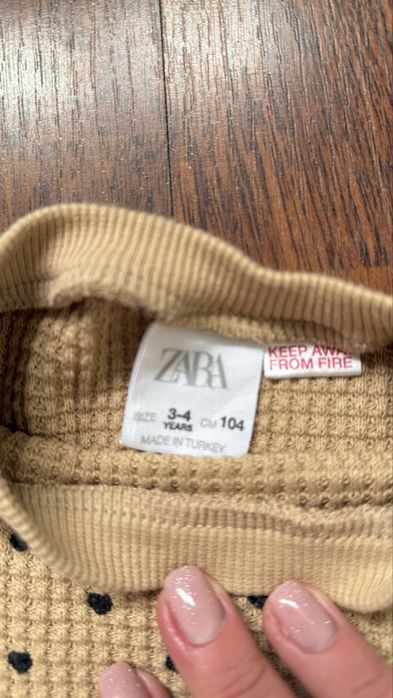 ZARA
SIZE 3-4 YEARS CM 104
MADE IN TURKEY
KEEP AWAY
FROM FIRE